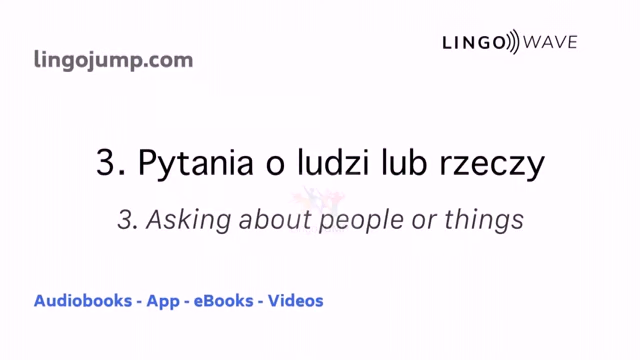 lingojump.com
LINGO WAVE
3. Pytania o ludzi lub rzeczy
3. Asking about people or things
Audiobooks - App - eBooks - Videos